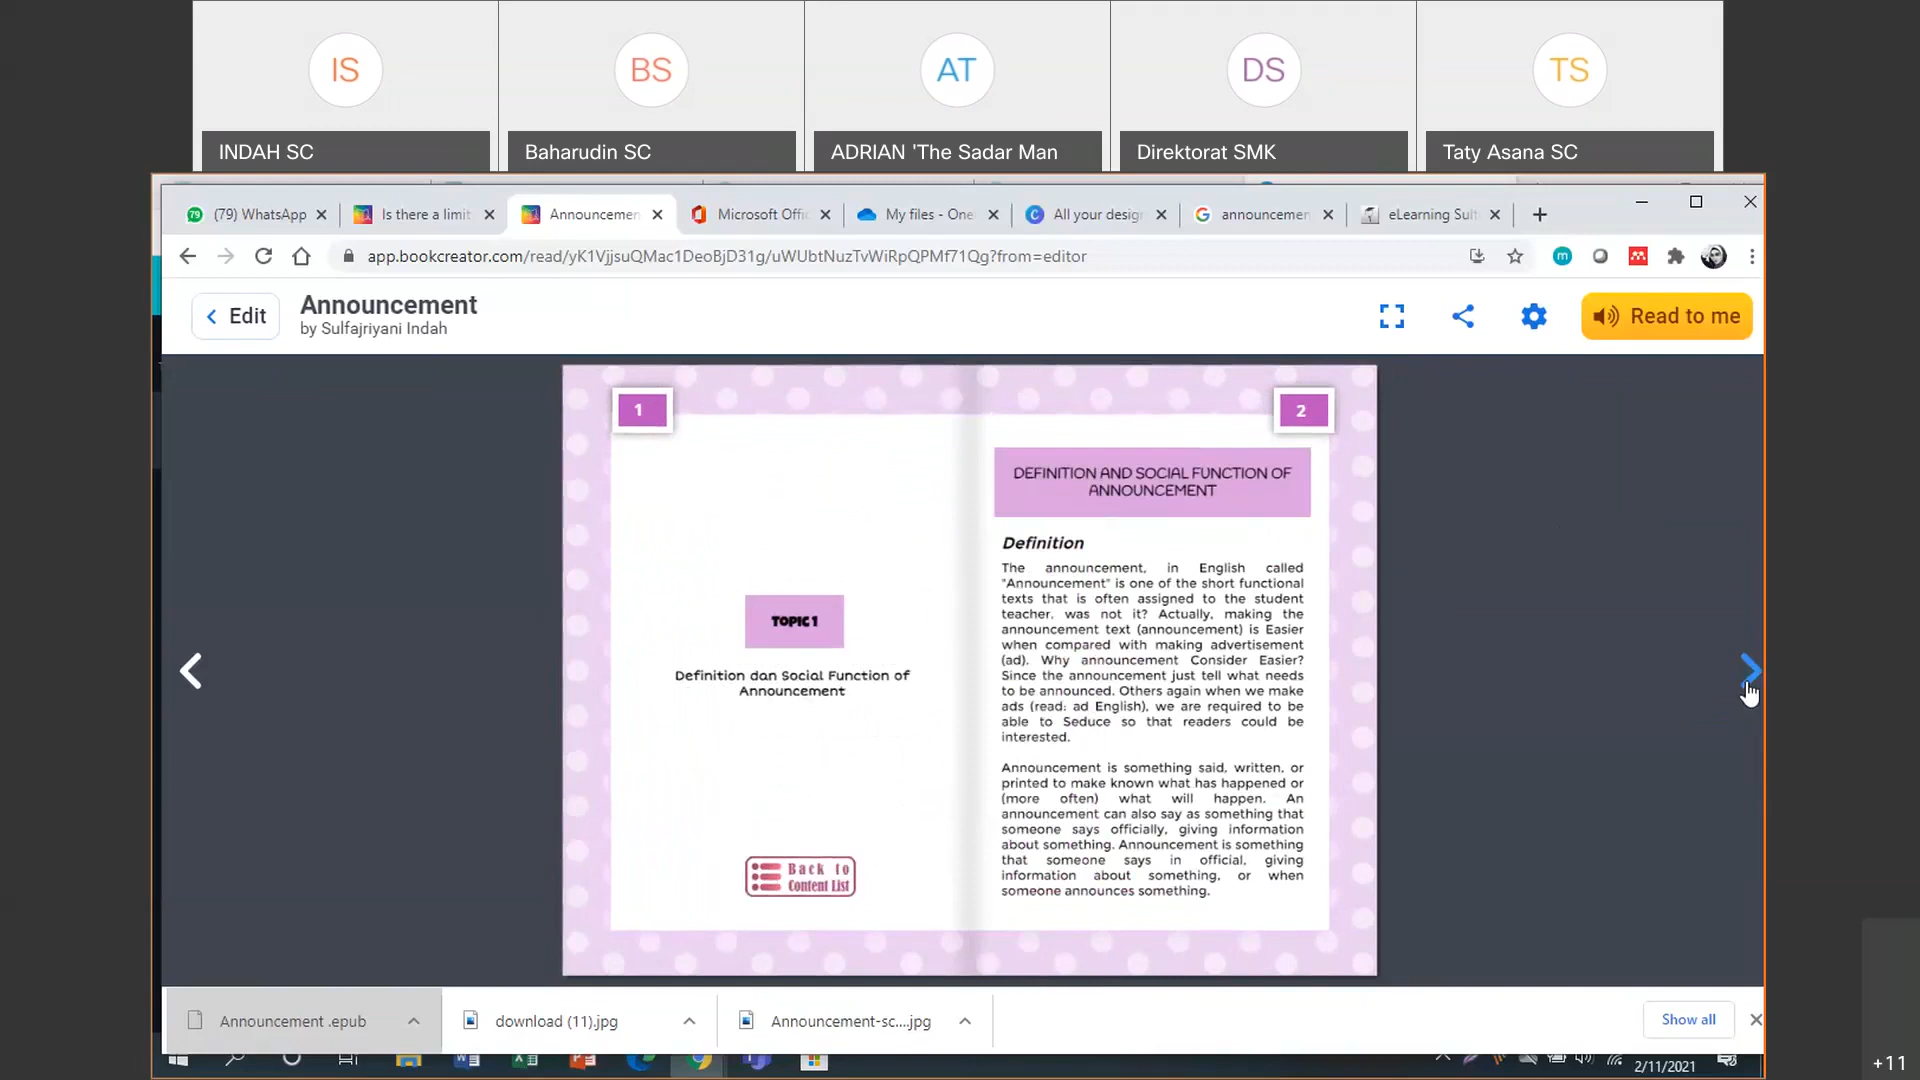 IS
BS
AT
DS
TS
INDAH SC
Baharudin SC
ADRIAN 'The Sadar Man
Direktorat SMK
Taty Asana SC
79
(79) WhatsApp
Is there a limit
Announcemen
Microsoft Offi
My files - One
All your desig
announcemen
eLearning Sult
app.bookcreator.com/read/yK1VjjsuQMac1DeoBjD31g/uWUbtNuzTvWiRpQPMf71Qg?from=editor
Edit
Announcement
by Sulfajriyani Indah
Read to me
1
2
DEFINITION AND SOCIAL FUNCTION OF
ANNOUNCEMENT
TOPIC 1
Definition dan Social Function of
Announcement
Back to
Content List
Definition
The announcement, in English called
"Announcement" is one of the short functional
texts that is often assigned to the student
teacher, was not it? Actually, making the
announcement text (announcement) is Easier
when compared with making advertisement
(ad). Why announcement Consider Easier?
Since the announcement just tell what needs
to be announced. Others again when we make
ads (read: ad English), we are required to be
able to Seduce so that readers could be
interested.
Announcement is something said, written, or
printed to make known what has happened or
(more often) what will happen. An
announcement can also say as something that
someone says officially, giving information
about something. Announcement is something
that someone says in official, giving
information about something, or when
someone announces something.
Announcement .epub
download (11).jpg
Announcement-sc....jpg
Show all
2/11/2021
+11